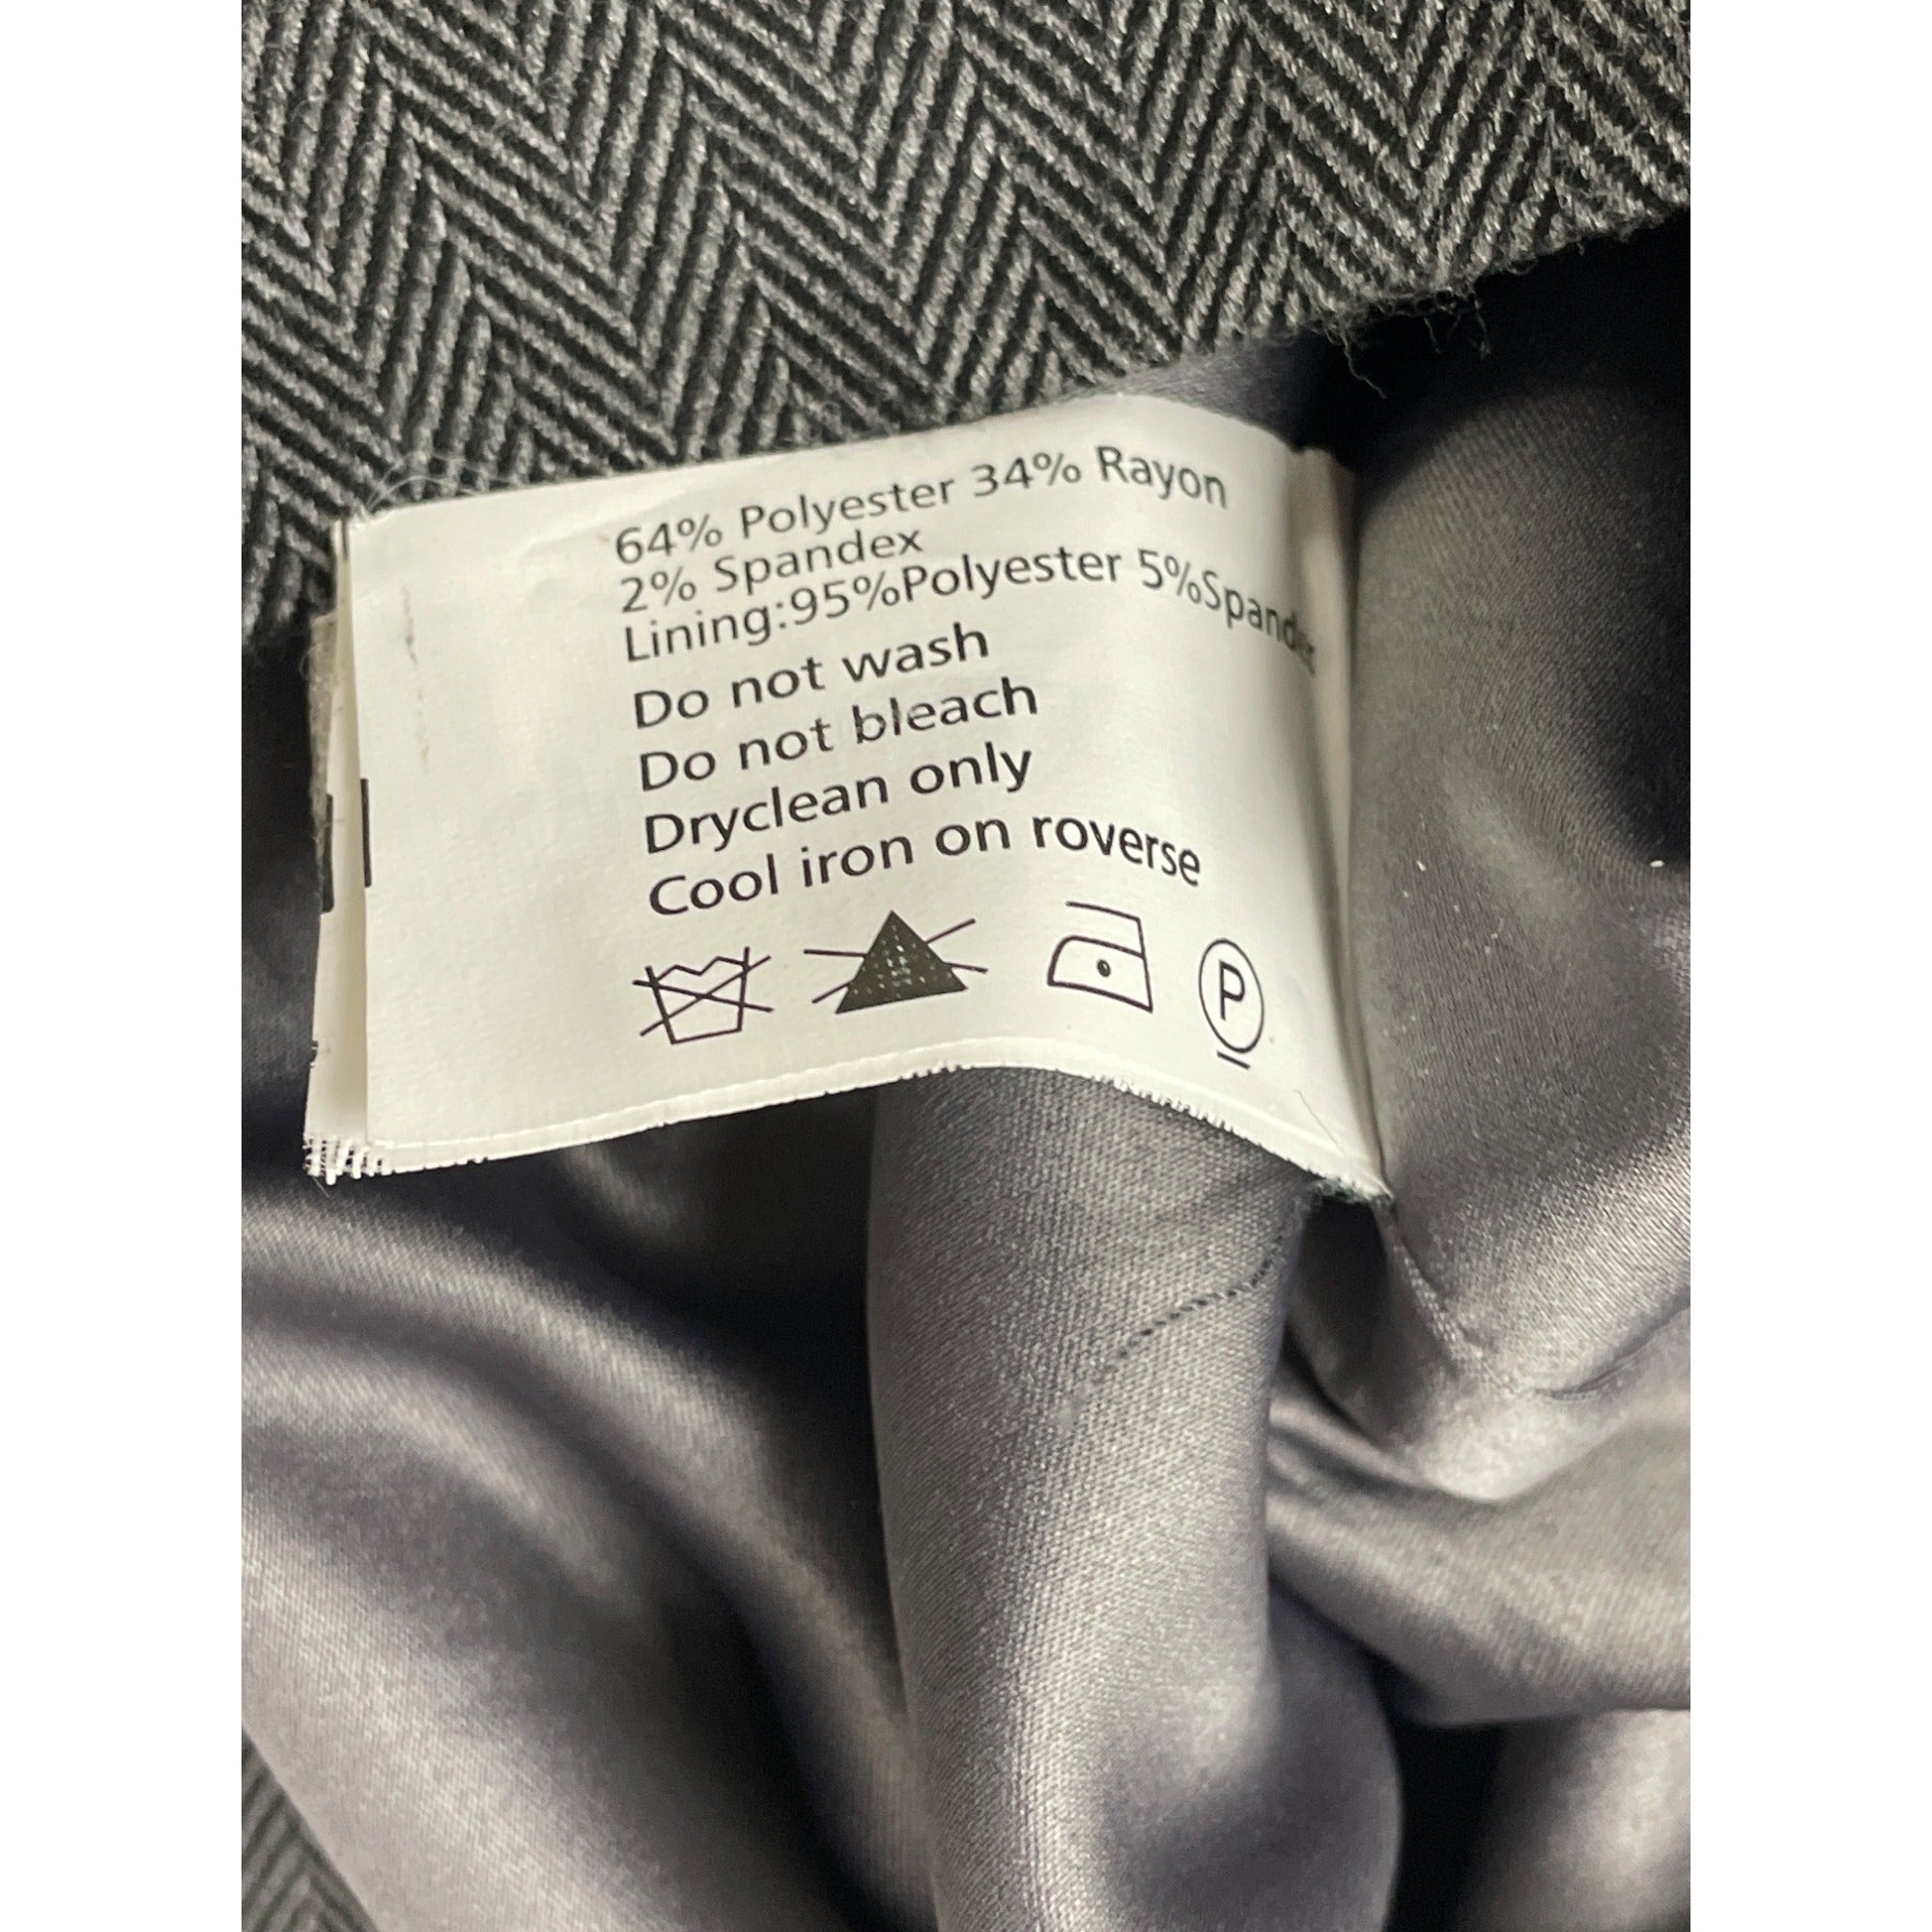 64% Polyester 34% Rayon
2% Spandex
Lining:95%Polyester 5%Spandex
Do not wash
Do not bleach
Dryclean only
Cool iron on roverse
P